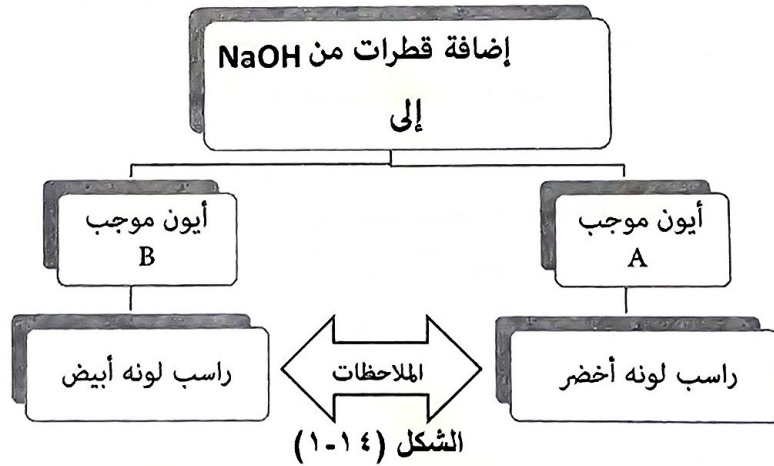 إضافة قطرات من NaOH
إلى
أيون موجب
A
أيون موجب
B
راسب لونه أخضر
الملاحظات
راسب لونه أبيض
الشكل (١٤-١)